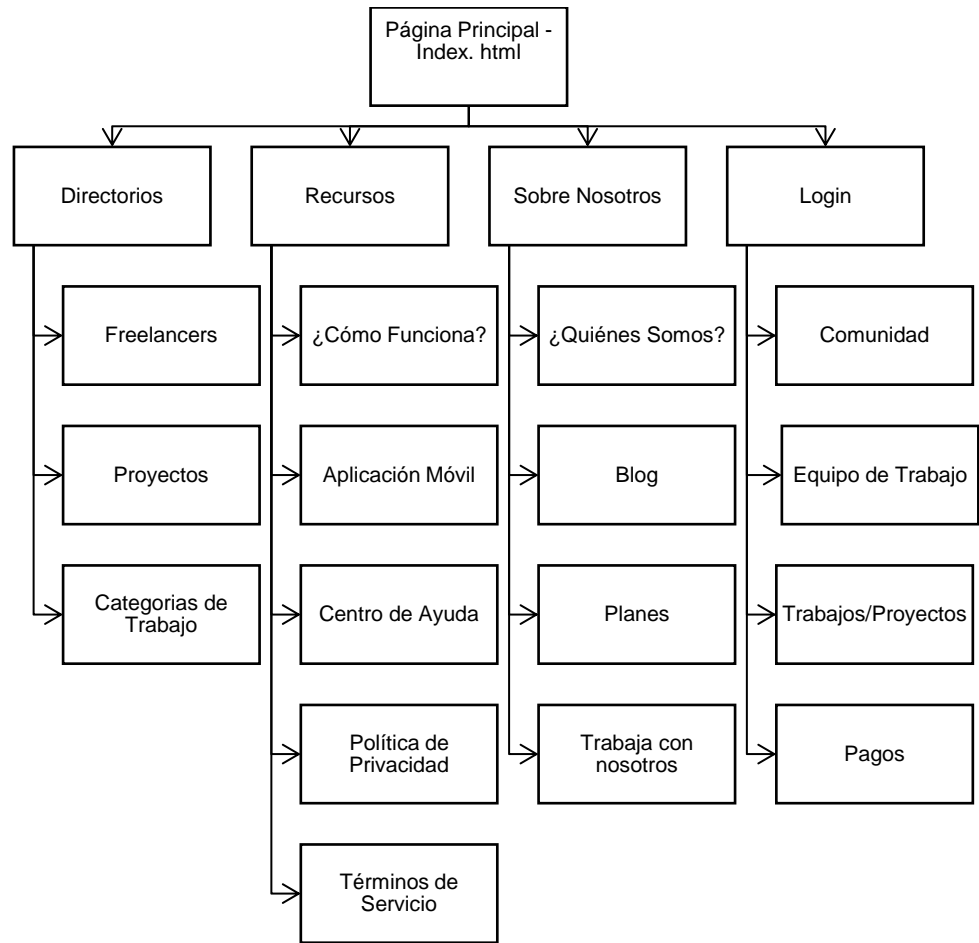 Página Principal -
Index. html
Directorios
Recursos
Sobre Nosotros
Login
Freelancers
¿Cómo Funciona?
¿Quiénes Somos?
Comunidad
Proyectos
Aplicación Móvil
Blog
Equipo de Trabajo
Categorias de
Trabajo
Centro de Ayuda
Planes
Trabajos/Proyectos
Política de
Privacidad
Trabaja con
nosotros
Pagos
Términos de
Servicio